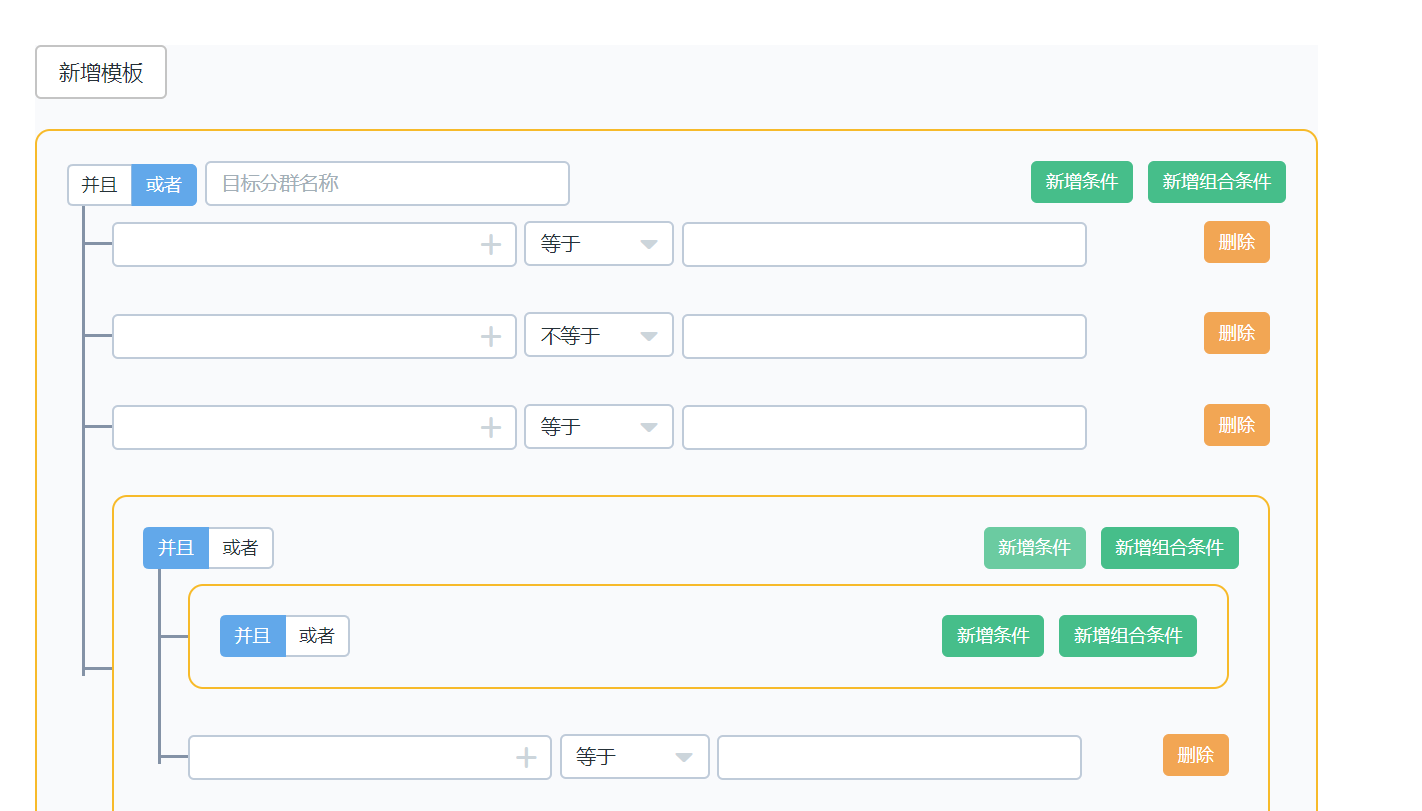 新增模板
并且 或者 目标分群名称 新增条件 新增组合条件
等于 删除
不等于 删除
等于 删除
并且 或者 新增条件 新增组合条件
并且 或者 新增条件 新增组合条件
等于 删除